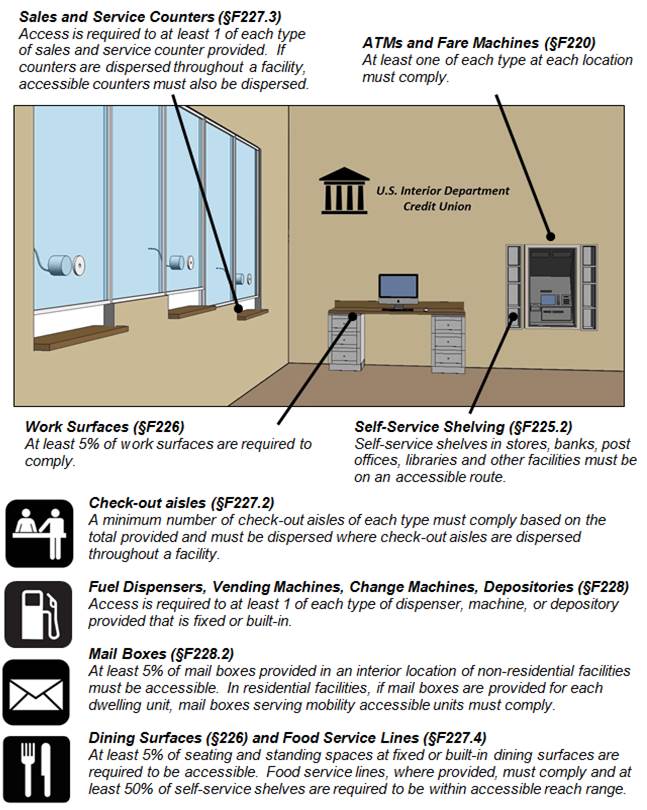 Sales and Service Counters (§F227.3)
Access is required to at least 1 of each type
of sales and service counter provided.  If
counters are dispersed throughout a facility,
accessible counters must also be dispersed.
ATMs and Fare Machines (§F220)
At least one of each type at each location
must comply.
U.S. Interior Department
Credit Union
Work Surfaces (§F226)
At least 5% of work surfaces are required to
comply.
Self-Service Shelving (§F225.2)
Self-service shelves in stores, banks, post
offices, libraries and other facilities must be
on an accessible route.
Check-out aisles (§F227.2)
A minimum number of check-out aisles of each type must comply based on the
total provided and must be dispersed where check-out aisles are dispersed
throughout a facility.
Fuel Dispensers, Vending Machines, Change Machines, Depositories (§F228)
Access is required to at least 1 of each type of dispenser, machine, or depository
provided that is fixed or built-in.
Mail Boxes (§F228.2)
At least 5% of mail boxes provided in an interior location of non-residential facilities
must be accessible.  In residential facilities, if mail boxes are provided for each
dwelling unit, mail boxes serving mobility accessible units must comply.
Dining Surfaces (§226) and Food Service Lines (§F227.4)
At least 5% of seating and standing spaces at fixed or built-in dining surfaces are
required to be accessible.  Food service lines, where provided, must comply and at
least 50% of self-service shelves are required to be within accessible reach range.